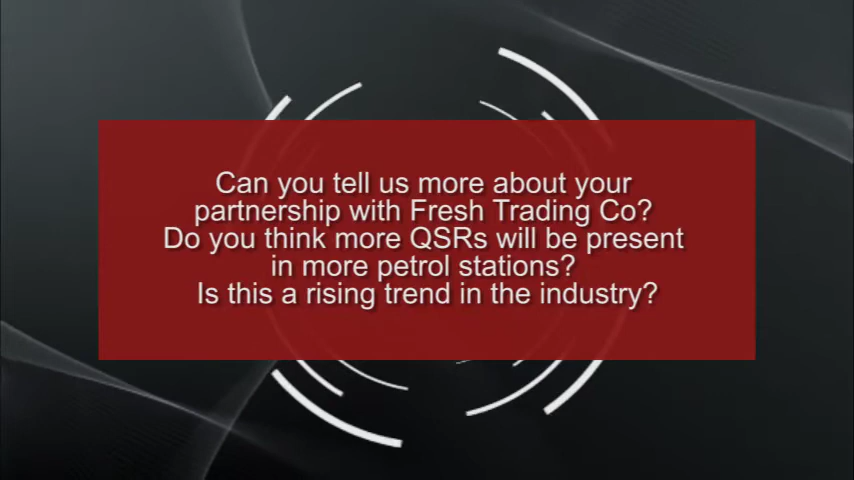 Can you tell us more about your
partnership with Fresh Trading Co?
Do you think more QSRs will be present
in more petrol stations?
Is this a rising trend in the industry?